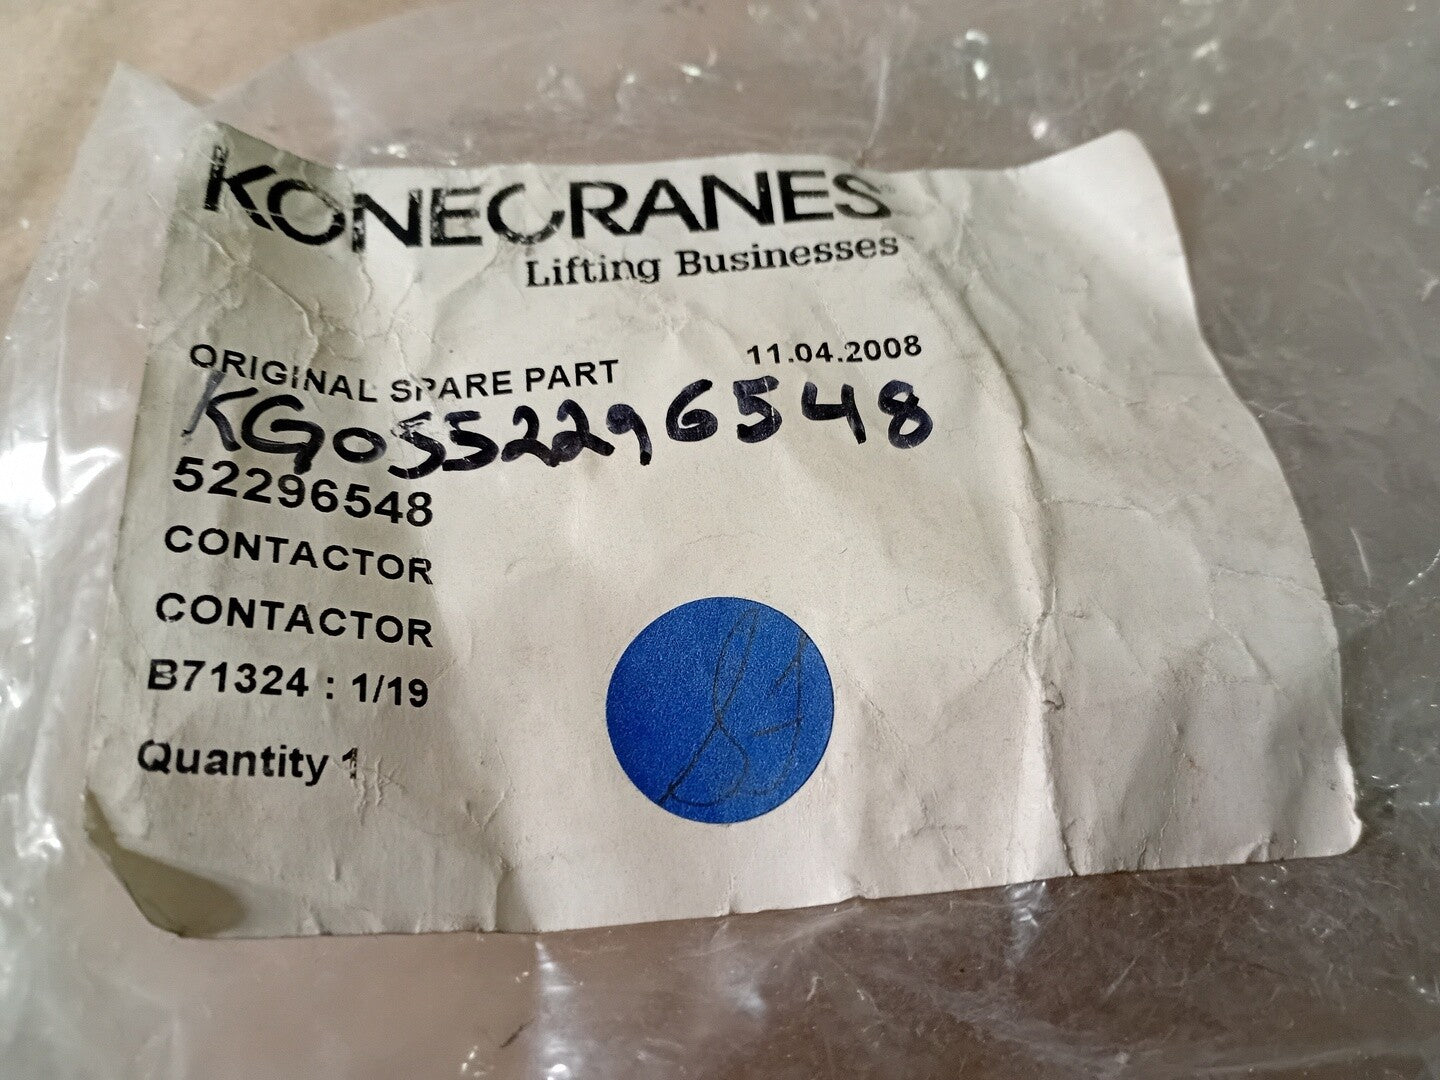 KONECRANES
Lifting Businesses
ORIGINAL SPARE PART 11.04.2008
KG0552296548
52296548
CONTACTOR
CONTACTOR
B71324 : 1/19
Quantity 1